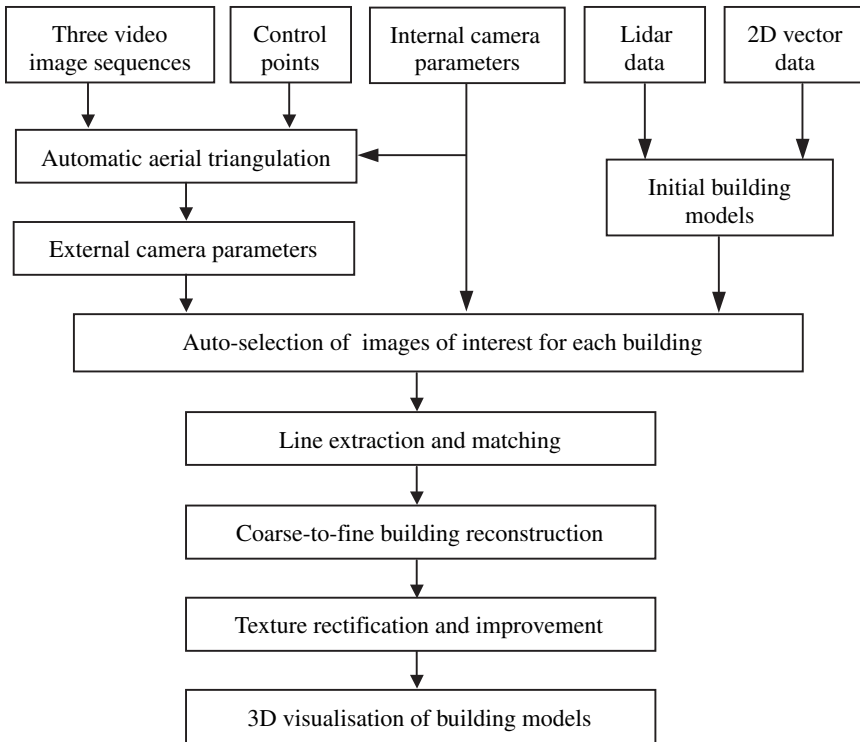 Three video
image sequences
Control
points
Internal camera
parameters
Lidar
data
2D vector
data
Automatic aerial triangulation
Initial building
models
External camera parameters
Auto-selection of images of interest for each building
Line extraction and matching
Coarse-to-fine building reconstruction
Texture rectification and improvement
3D visualisation of building models